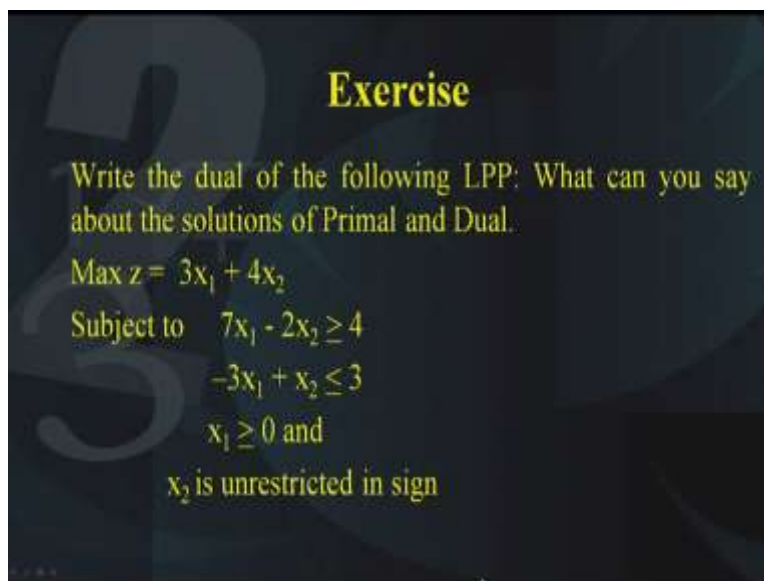 Exercise
Write the dual of the following LPP: What can you say
about the solutions of Primal and Dual.
Max z = 3x₁ + 4x₂
Subject to 7x₁ - 2x₂ ≥ 4
–3x₁ + x₂ ≤ 3
x₁ ≥ 0 and
x₂ is unrestricted in sign